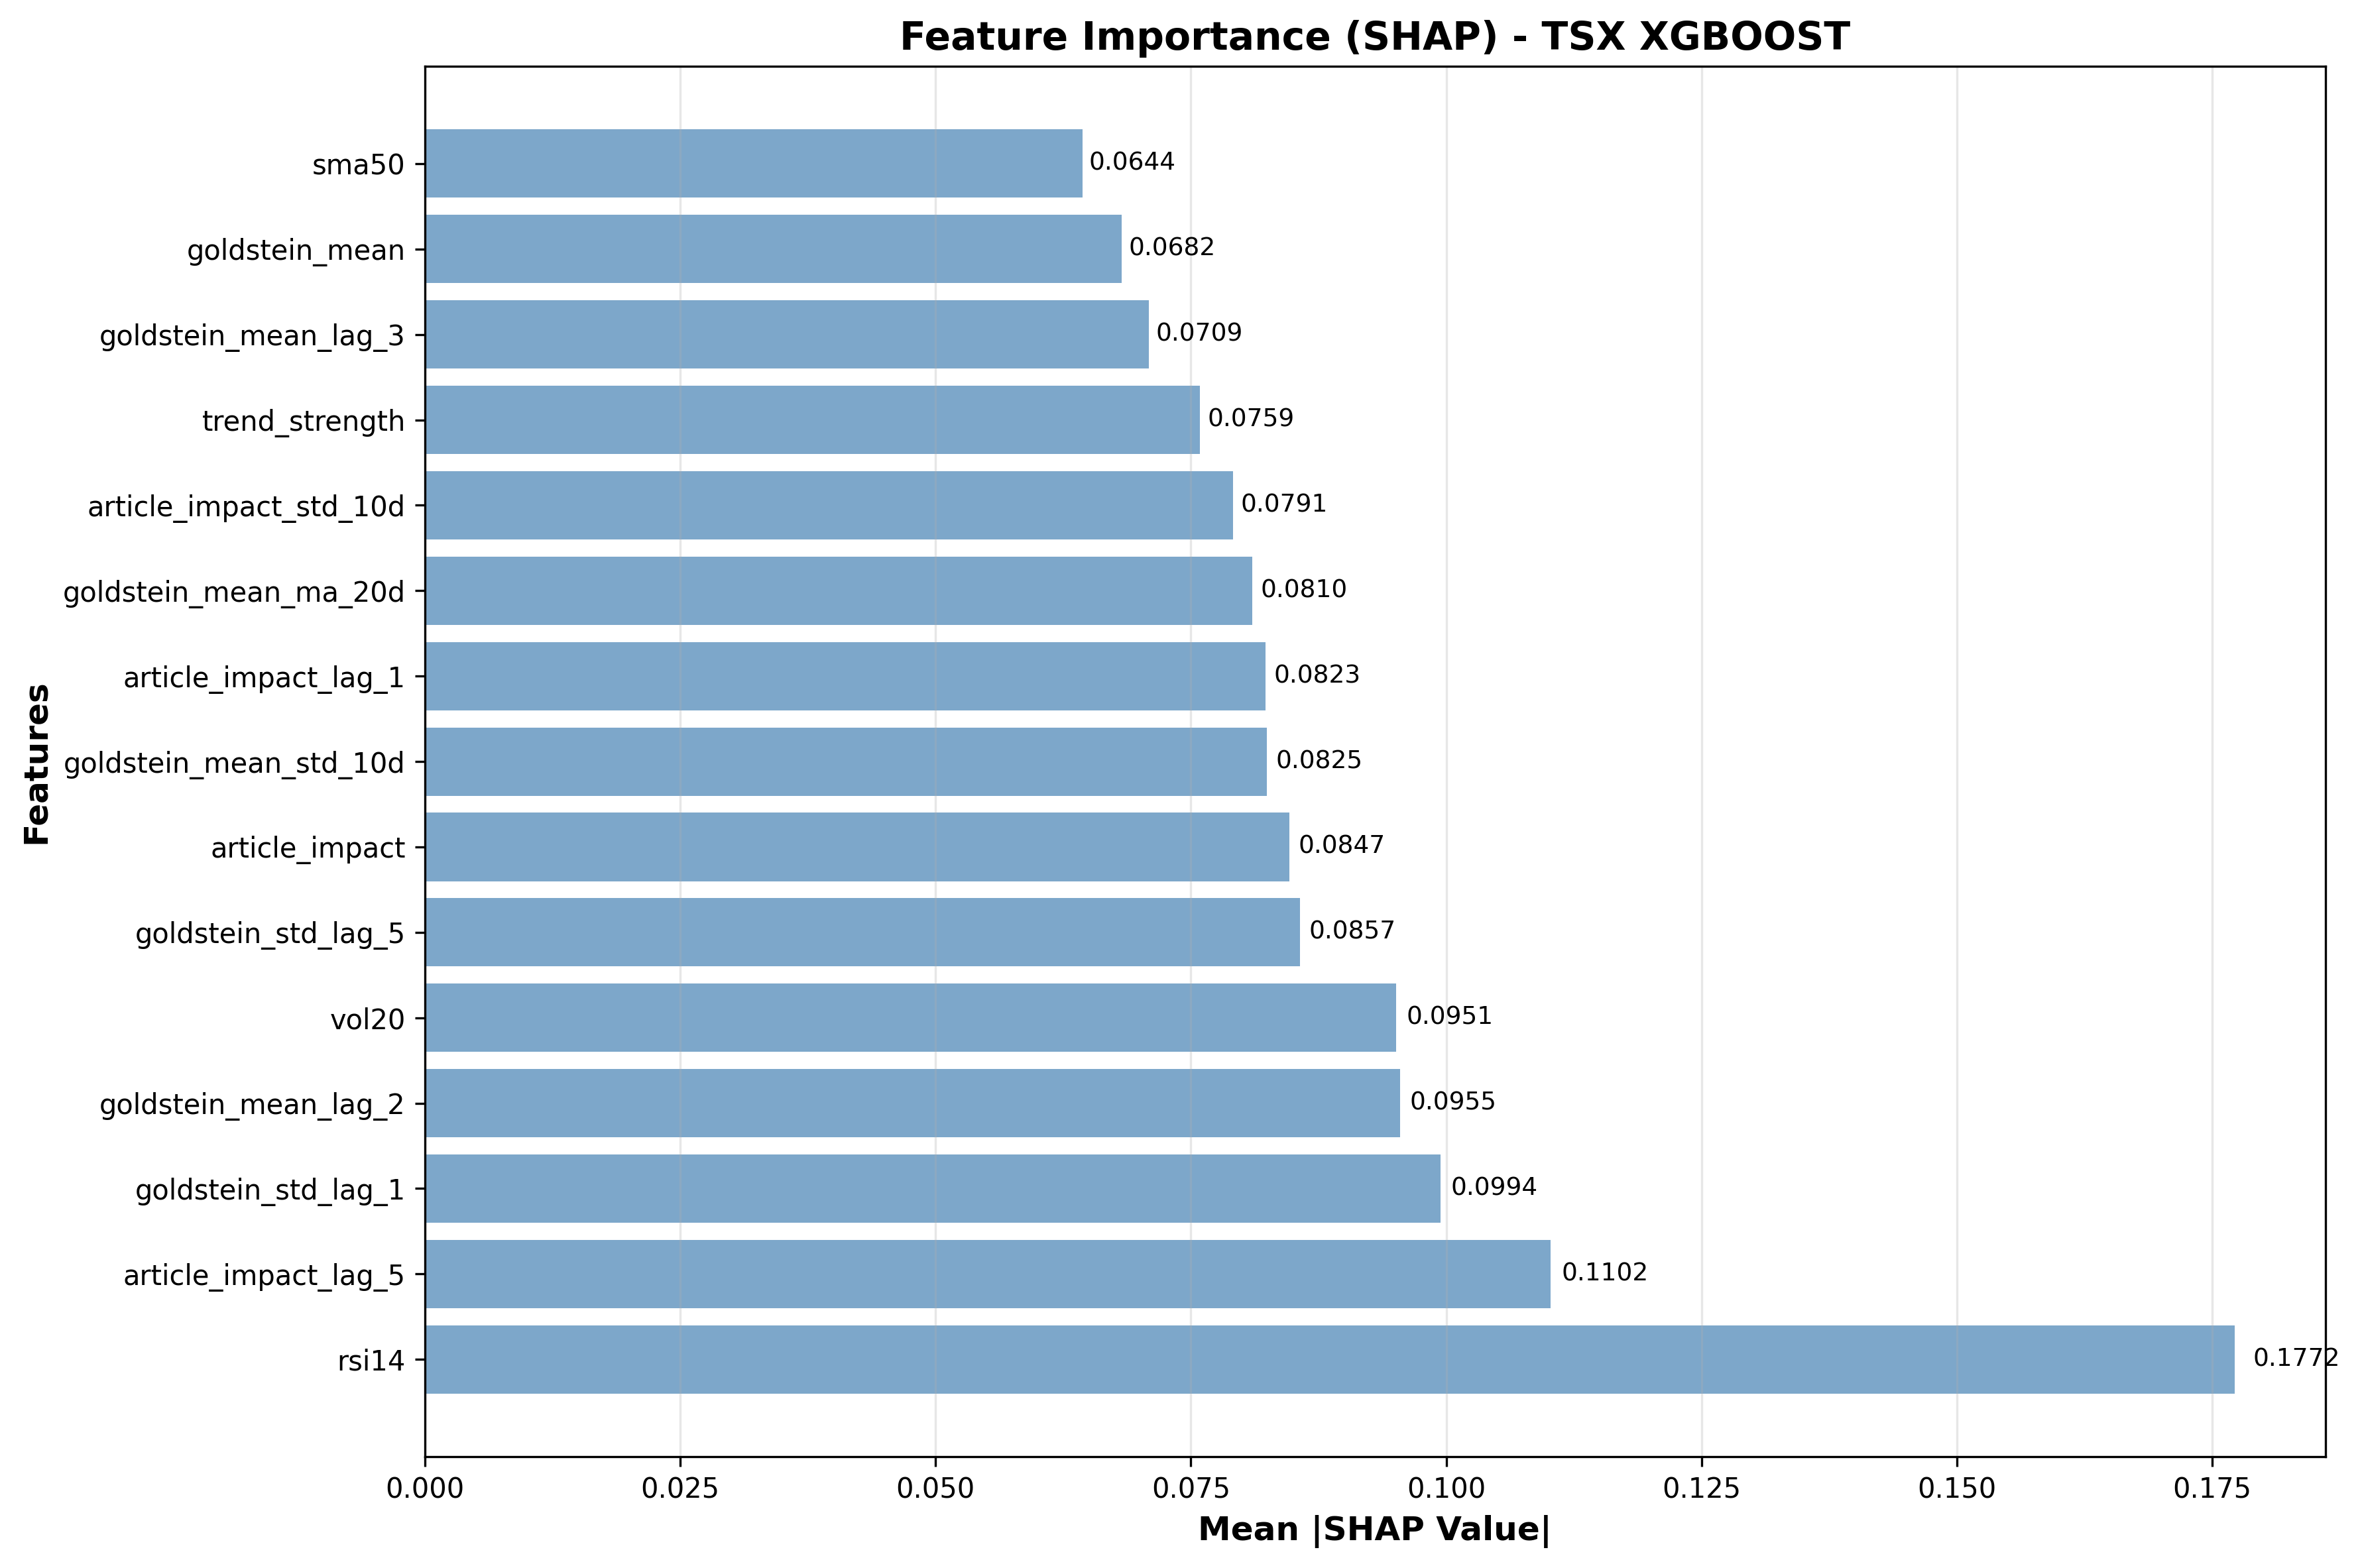 Feature Importance (SHAP) - TSX XGBOOST
Features
sma50 0.0644
goldstein_mean 0.0682
goldstein_mean_lag_3 0.0709
trend_strength 0.0759
article_impact_std_10d 0.0791
goldstein_mean_ma_20d 0.0810
article_impact_lag_1 0.0823
goldstein_mean_std_10d 0.0825
article_impact 0.0847
goldstein_std_lag_5 0.0857
vol20 0.0951
goldstein_mean_lag_2 0.0955
goldstein_std_lag_1 0.0994
article_impact_lag_5 0.1102
rsi14 0.1772
0.000 0.025 0.050 0.075 0.100 0.125 0.150 0.175
Mean |SHAP Value|